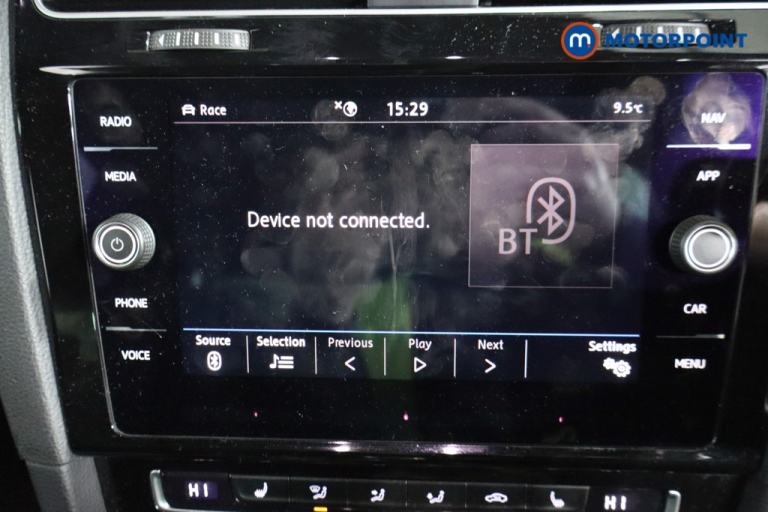 MOTORPOINT
Race 15:29 9.5°C
RADIO
NAV
MEDIA
APP
Device not connected.
BT
PHONE
CAR
VOICE
MENU
Source Selection Previous Play Next Settings
HI HI